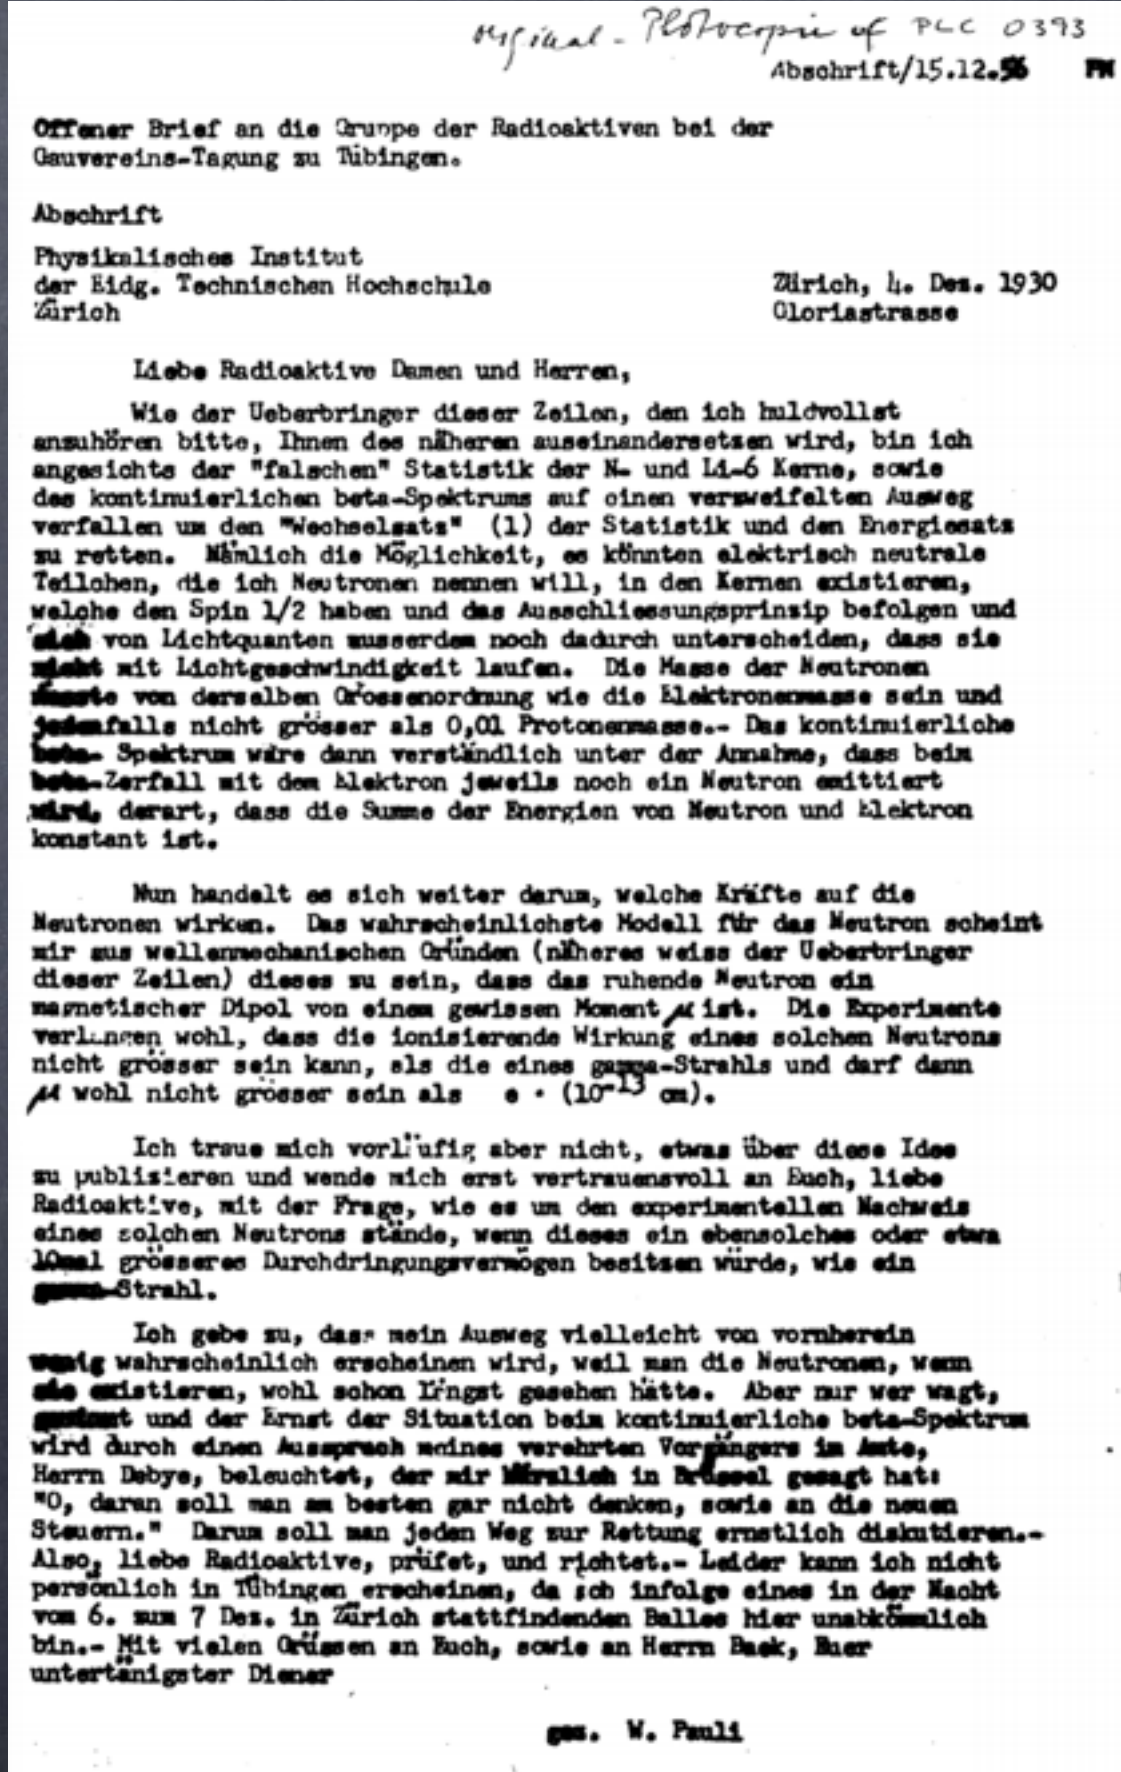 Original - Photocopie of PLC 0393
Abschrift/15.12.56 PM
Offener Brief an die Gruppe der Radioaktiven bei der
Gauvereins-Tagung zu Tübingen.
Abschrift
Physikalisches Institut
der Eidg. Technischen Hochschule
Zürich
Zürich, 4. Dez. 1930
Gloriastrasse
Liebe Radioaktive Damen und Herren,
Wie der Ueberbringer dieser Zeilen, den ich huldvollst
anzuhören bitte, Ihnen des näheren auseinandersetzen wird, bin ich
angesichts der "falschen" Statistik der N- und Li-6 Kerne, sowie
des kontinuierlichen beta-Spektrums auf einen verzweifelten Ausweg
verfallen um den "Wechselsatz" (1) der Statistik und den Energiesatz
zu retten. Nämlich die Möglichkeit, es könnten elektrisch neutrale
Teilchen, die ich Neutronen nennen will, in den Kernen existieren,
welche den Spin 1/2 haben und das Ausschliessungsprinzip befolgen und
sich von Lichtquanten ausserdem noch dadurch unterscheiden, dass sie
nicht mit Lichtgeschwindigkeit laufen. Die Masse der Neutronen
von derselben Grossenordnung wie die Elektronenmasse sein und
jedenfalls nicht grösser als 0,01 Protonenmasse.- Das kontinuierliche
beta- Spektrum wäre dann verständlich unter der Annahme, dass beim
beta-Zerfall mit dem Elektron jeweils noch ein Neutron emittiert
wird, derart, dass die Summe der Energien von Neutron und Elektron
konstant ist.
Nun handelt es sich weiter darum, welche Kräfte auf die
Neutronen wirken. Das wahrscheinlichste Modell für das Neutron scheint
mir aus wellenmechanischen Gründen (näheres weiss der Ueberbringer
dieser Zeilen) dieses zu sein, dass das ruhende Neutron ein
magnetischer Dipol von einem gewissen Moment μ ist. Die Experimente
verlangen wohl, dass die ionisierende Wirkung eines solchen Neutrons
nicht grösser sein kann, als die eines gamma-Strahls und darf dann
μ wohl nicht grösser sein als e · (10⁻¹³ cm).
Ich traue mich vorläufig aber nicht, etwas über diese Idee
zu publizieren und wende mich erst vertrauensvoll an Euch, liebe
Radioaktive, mit der Frage, wie es um den experimentellen Nachweis
eines solchen Neutrons stände, wenn dieses ein ebensolches oder etwa
10mal grösseres Durchdringungsvermögen besitzen würde, wie ein
gamma-Strahl.
Ich gebe zu, dass mein Ausweg vielleicht von vornherein
wenig wahrscheinlich erscheinen wird, weil man die Neutronen, wenn
sie existieren, wohl schon längst gesehen hätte. Aber nur wer wagt,
gewinnt und der Ernst der Situation beim kontinuierliche beta-Spektrum
wird durch einen Ausspruch meines verehrten Vorgängers im Amte,
Herrn Debye, beleuchtet, der mir kürzlich in Brüssel gesagt hat:
"O, daran soll man am besten gar nicht denken, sowie an die neuen
Steuern." Darum soll man jeden Weg zur Rettung ernstlich diskutieren.-
Also, liebe Radioaktive, prüfet, und richtet.- Leider kann ich nicht
persönlich in Tübingen erscheinen, da ich infolge eines in der Nacht
vom 6. zum 7 Dez. in Zürich stattfindenden Balles hier unabkömmlich
bin.- Mit vielen Grüssen an Euch, sowie an Herrn Back, Euer
untertänigster Diener
gez. W. Pauli